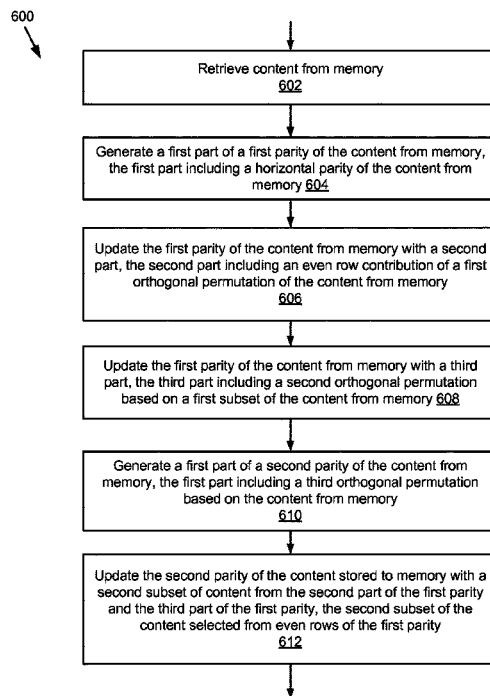 600
Retrieve content from memory
602
Generate a first part of a first parity of the content from memory,
the first part including a horizontal parity of the content from
memory 604
Update the first parity of the content from memory with a second
part, the second part including an even row contribution of a first
orthogonal permutation of the content from memory
606
Update the first parity of the content from memory with a third
part, the third part including a second orthogonal permutation
based on a first subset of the content from memory 608
Generate a first part of a second parity of the content from
memory, the first part including a third orthogonal permutation
based on the content from memory
610
Update the second parity of the content stored to memory with a
second subset of content from the second part of the first parity
and the third part of the first parity, the second subset of the
content selected from even rows of the first parity
612